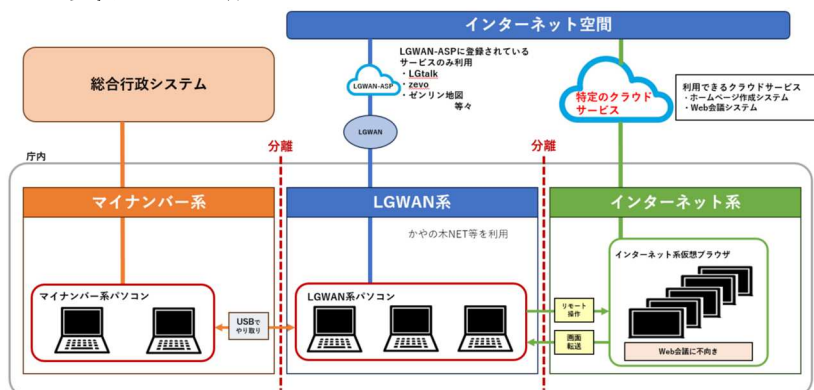 インターネット空間
総合行政システム
LGWAN-ASP
LGWAN-ASPに登録されている
サービスのみ利用
・LGtalk
・zevo
・ゼンリン地図
等々
LGWAN
特定のクラウド
サービス
利用できるクラウドサービス
・ホームページ作成システム
・Web会議システム
分離
分離
庁内
マイナンバー系
LGWAN系
インターネット系
かやの木NET等を利用
マイナンバー系パソコン
USBで
やり取り
LGWAN系パソコン
リモート
操作
画面
転送
インターネット系仮想ブラウザ
Web会議に不向き